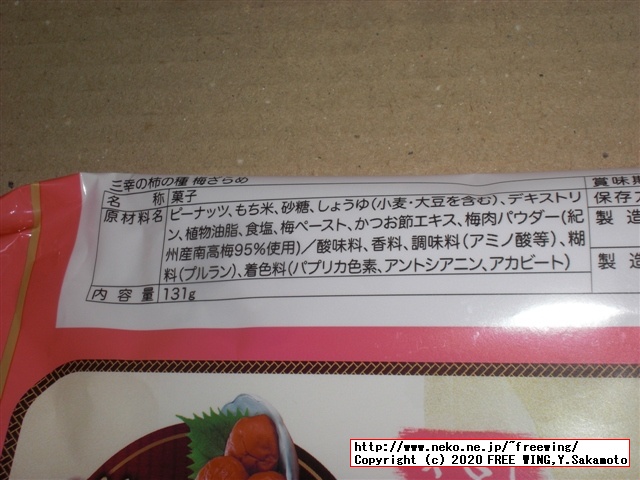 三幸の柿の種 梅ざらめ
名称 菓子
原材料名 ピーナッツ、もち米、砂糖、しょうゆ(小麦・大豆を含む)、デキストリ
ン、植物油脂、食塩、梅ペースト、かつお節エキス、梅肉パウダー(紀
州産南高梅95%使用)/酸味料、香料、調味料(アミノ酸等)、糊
料(プルラン)、着色料(パプリカ色素、アントシアニン、アカビート)
内容量 131g
賞味期
保存
製造
製造
http://www.neko.ne.jp/~freewing/
Copyright (c) 2020 FREE WING,Y.Sakamoto